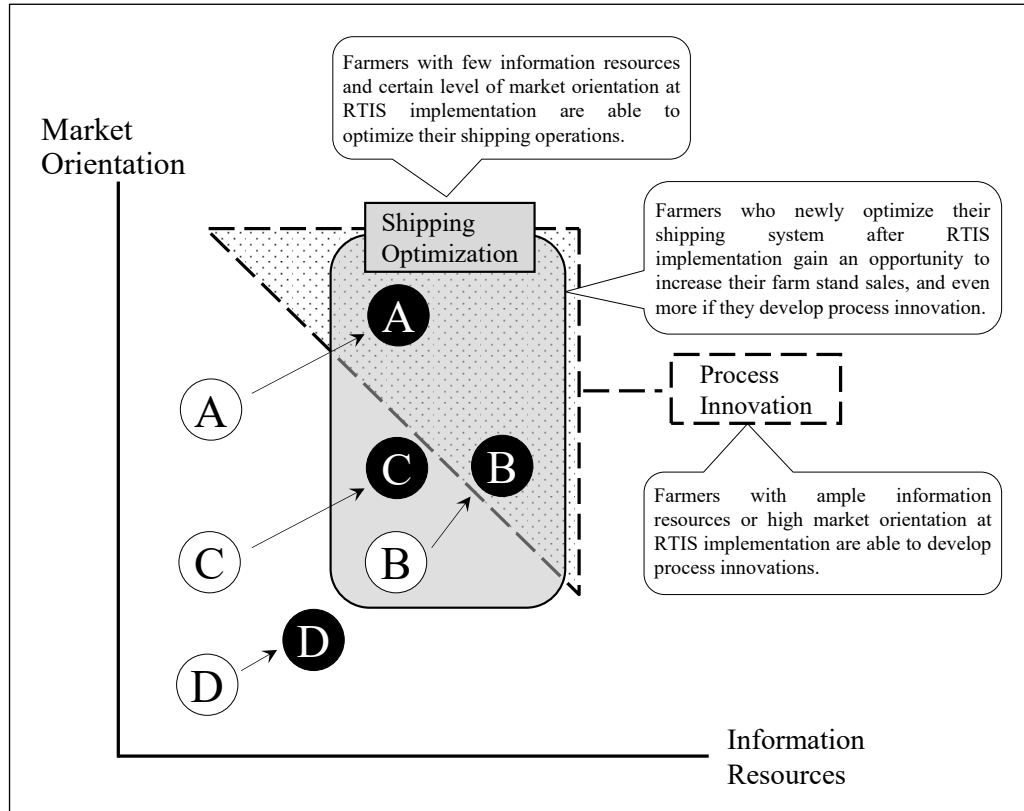 Farmers with few information resources
and certain level of market orientation at
RTIS implementation are able to
optimize their shipping operations.
Market
Orientation
Shipping
Optimization
Farmers who newly optimize their
shipping system after RTIS
implementation gain an opportunity to
increase their farm stand sales, and even
more if they develop process innovation.
A
A
Process
Innovation
C
B
Farmers with ample information
resources or high market orientation at
RTIS implementation are able to develop
process innovations.
C
B
D
D
Information
Resources